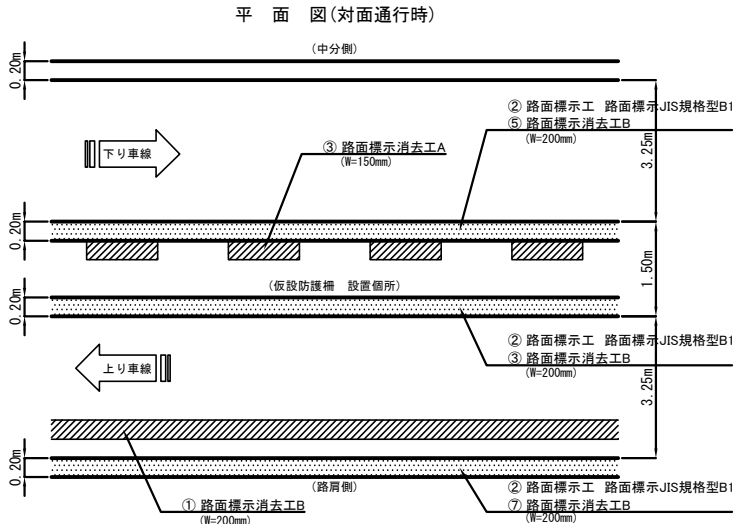 平 面 図(対面通行時)
(中分側)
0.20m
② 路面標示工 路面標示JIS規格型B1
⑤ 路面標示消去工B
(W=200mm)
3.25m
下り車線
③ 路面標示消去工A
(W=150mm)
0.20m
1.50m
(仮設防護柵 設置個所)
0.20m
② 路面標示工 路面標示JIS規格型B1
③ 路面標示消去工B
(W=200mm)
上り車線
3.25m
0.20m
(路肩側)
② 路面標示工 路面標示JIS規格型B1
⑦ 路面標示消去工B
(W=200mm)
① 路面標示消去工B
(W=200mm)